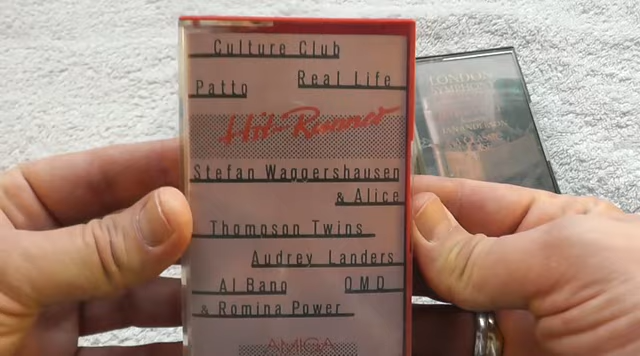 Culture Club
Patto
Real Life
Hit-Runner
Stefan Waggershausen
& Alice
Thompson Twins
Audrey Landers
Al Bano
OMD
& Romina Power
AMIGA
LONDON
SYMPHONY